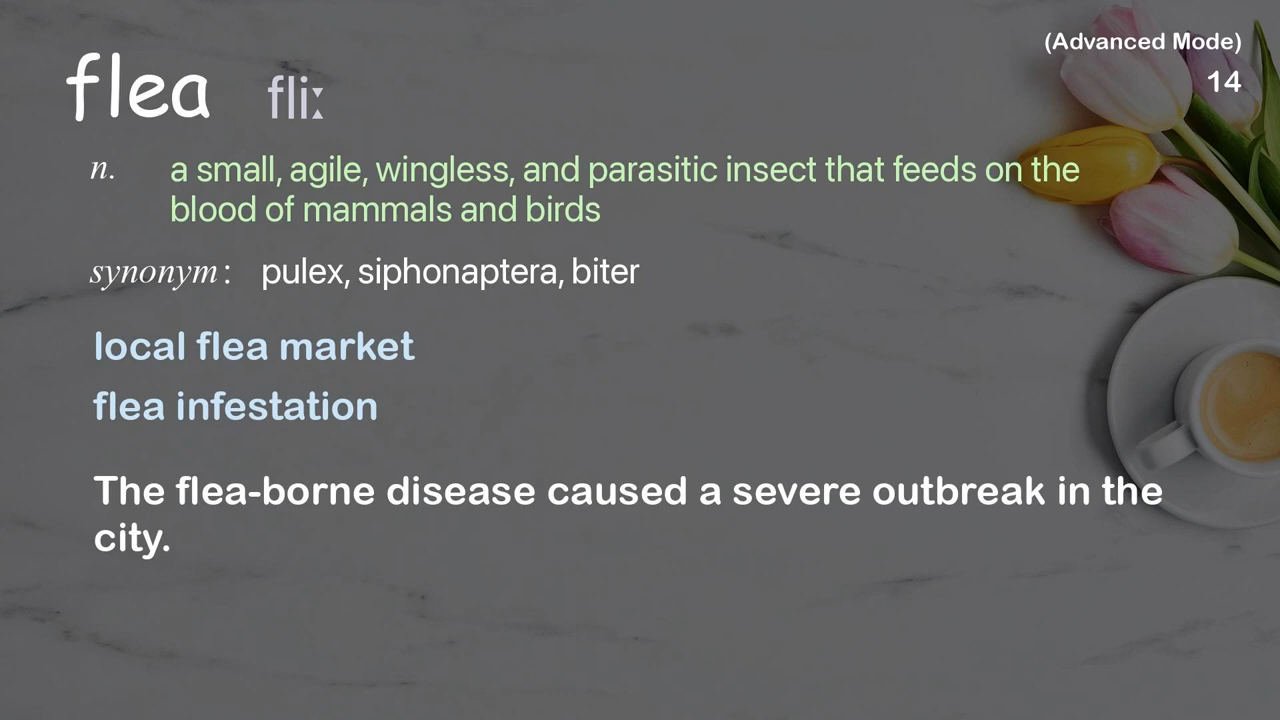 (Advanced Mode)
14
flea fliː
n. a small, agile, wingless, and parasitic insect that feeds on the
blood of mammals and birds
synonym: pulex, siphonaptera, biter
local flea market
flea infestation
The flea-borne disease caused a severe outbreak in the
city.